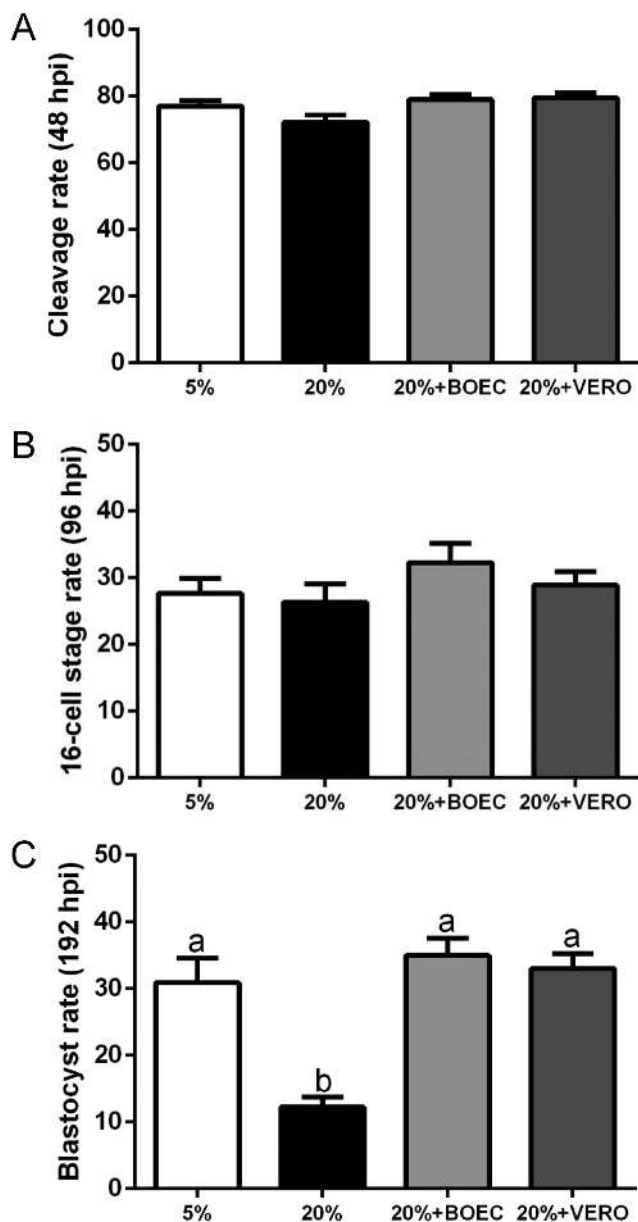 A
Cleavage rate (48 hpi)
100
80
60
40
20
0
5%
20%
20%+BOEC
20%+VERO
B
16-cell stage rate (96 hpi)
50
40
30
20
10
0
5%
20%
20%+BOEC
20%+VERO
C
Blastocyst rate (192 hpi)
50
40
30
20
10
0
a
b
a
a
5%
20%
20%+BOEC
20%+VERO